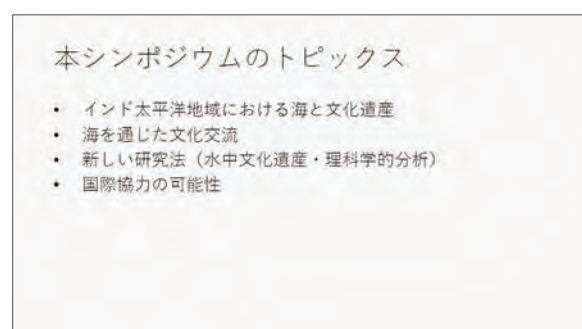 本シンポジウムのトピックス
• インド太平洋地域における海と文化遺産
• 海を通じた文化交流
• 新しい研究法（水中文化遺産・理科学的分析）
• 国際協力の可能性